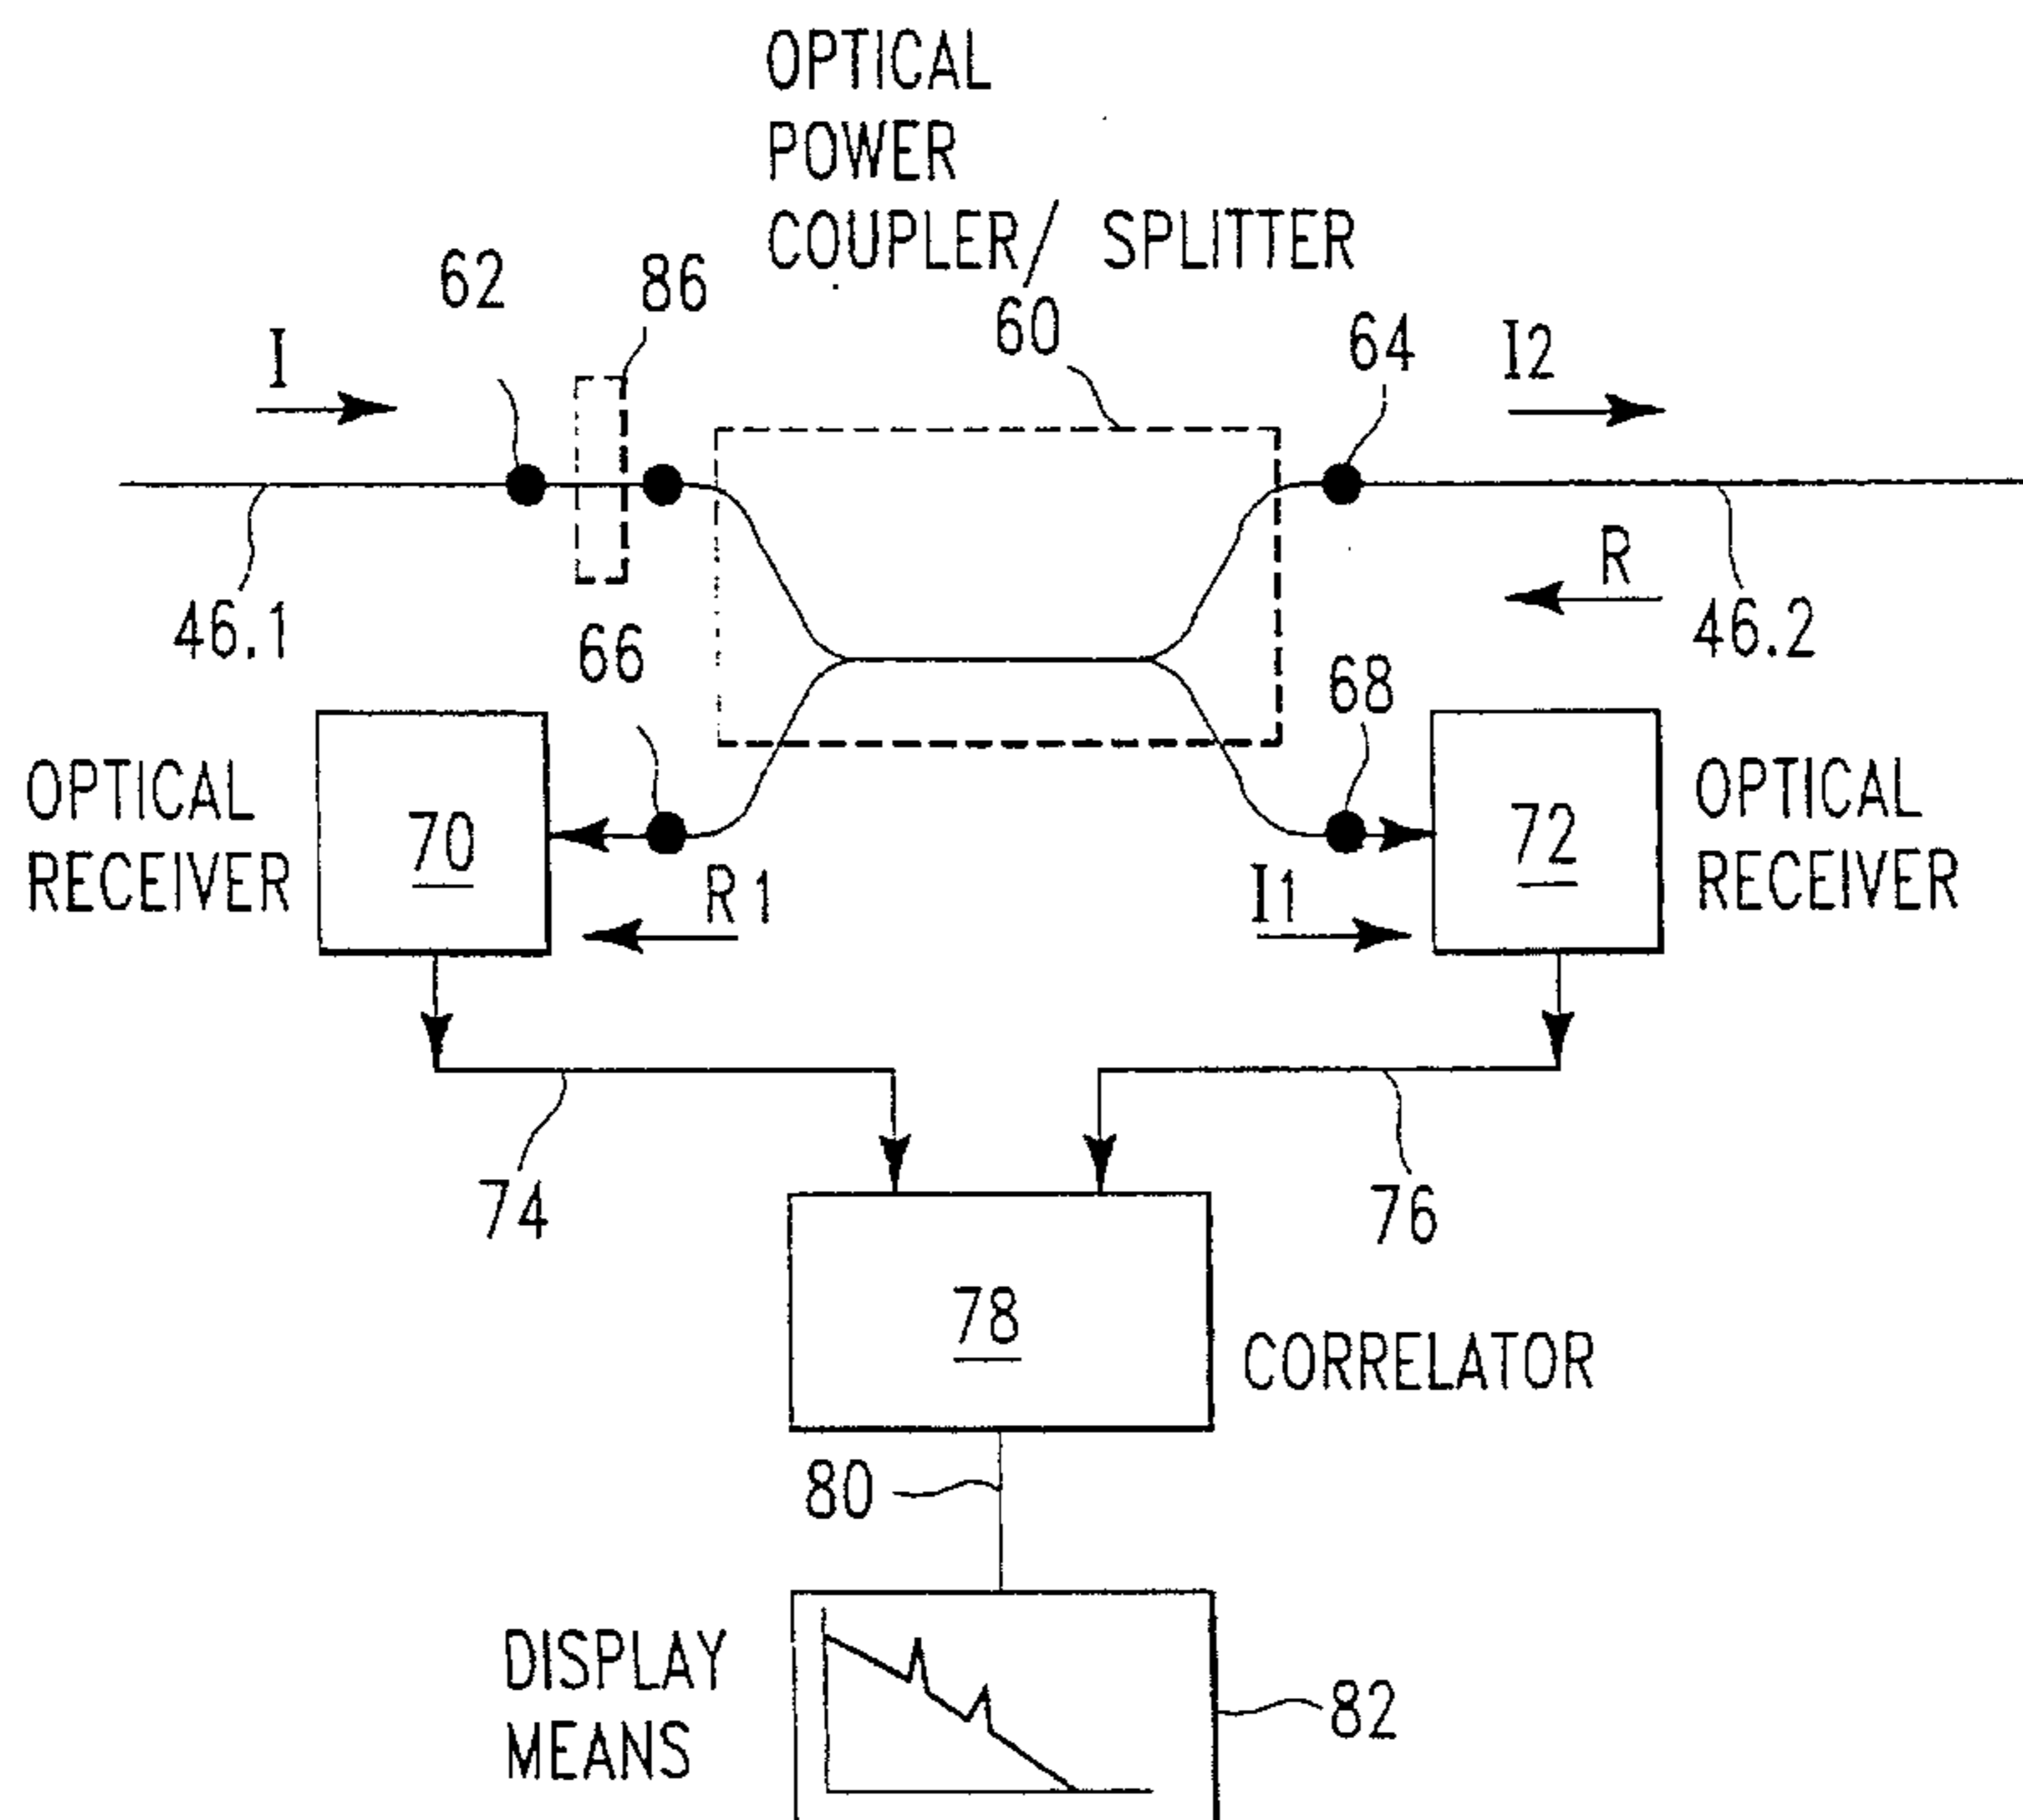 OPTICAL
POWER
COUPLER/ SPLITTER
62
86
60
64
I
I2
46.1
66
R
46.2
68
OPTICAL
RECEIVER
70
R1
I1
72
OPTICAL
RECEIVER
74
76
78
CORRELATOR
80
DISPLAY
MEANS
82